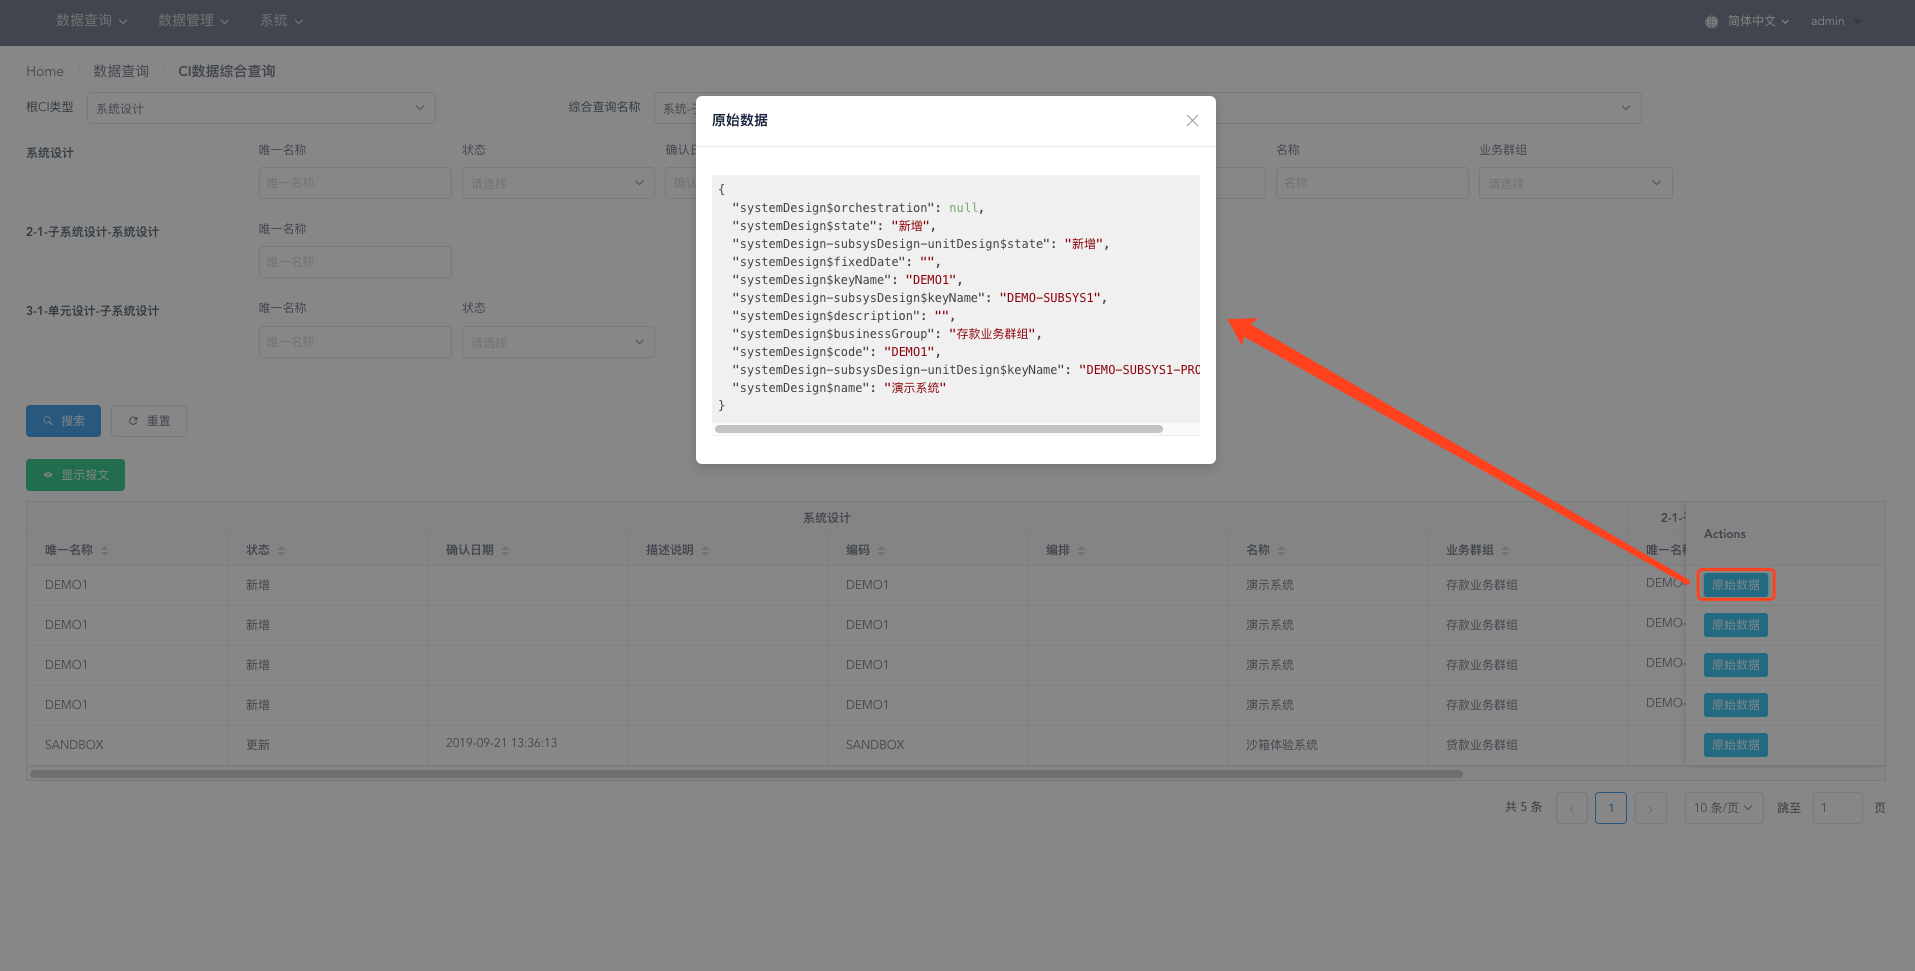 数据查询 数据管理 系统 简体中文 admin
Home / 数据查询 / CI数据综合查询
根CI类型 系统设计 综合查询名称 系统-
原始数据
系统设计 唯一名称 状态 确认 名称 业务群组
唯一名称 请选择 确认 名称 请选择
2-1-子系统设计-系统设计 唯一名称
唯一名称
3-1-单元设计-子系统设计 唯一名称 状态
唯一名称 请选择
{
"systemDesign$orchestration": null,
"systemDesign$state": "新增",
"systemDesign-subsysDesign-unitDesign$state": "新增",
"systemDesign$fixedDate": "",
"systemDesign$keyName": "DEMO1",
"systemDesign-subsysDesign$keyName": "DEMO-SUBSYS1",
"systemDesign$description": "",
"systemDesign$businessGroup": "存款业务群组",
"systemDesign$code": "DEMO1",
"systemDesign-subsysDesign-unitDesign$keyName": "DEMO-SUBSYS1-PRO
"systemDesign$name": "演示系统"
}
搜索 重置
显示报文
系统设计 2-1- Actions
唯一名称 状态 确认日期 描述说明 编码 编排 名称 业务群组 唯一名
DEMO1 新增 DEMO1 演示系统 存款业务群组 DEMO- 原始数据
DEMO1 新增 DEMO1 演示系统 存款业务群组 DEMO- 原始数据
DEMO1 新增 DEMO1 演示系统 存款业务群组 DEMO- 原始数据
DEMO1 新增 DEMO1 演示系统 存款业务群组 DEMO- 原始数据
SANDBOX 更新 2019-09-21 13:36:13 SANDBOX 沙箱体验系统 贷款业务群组 原始数据
共 5 条 1 10 条/页 跳至 1 页